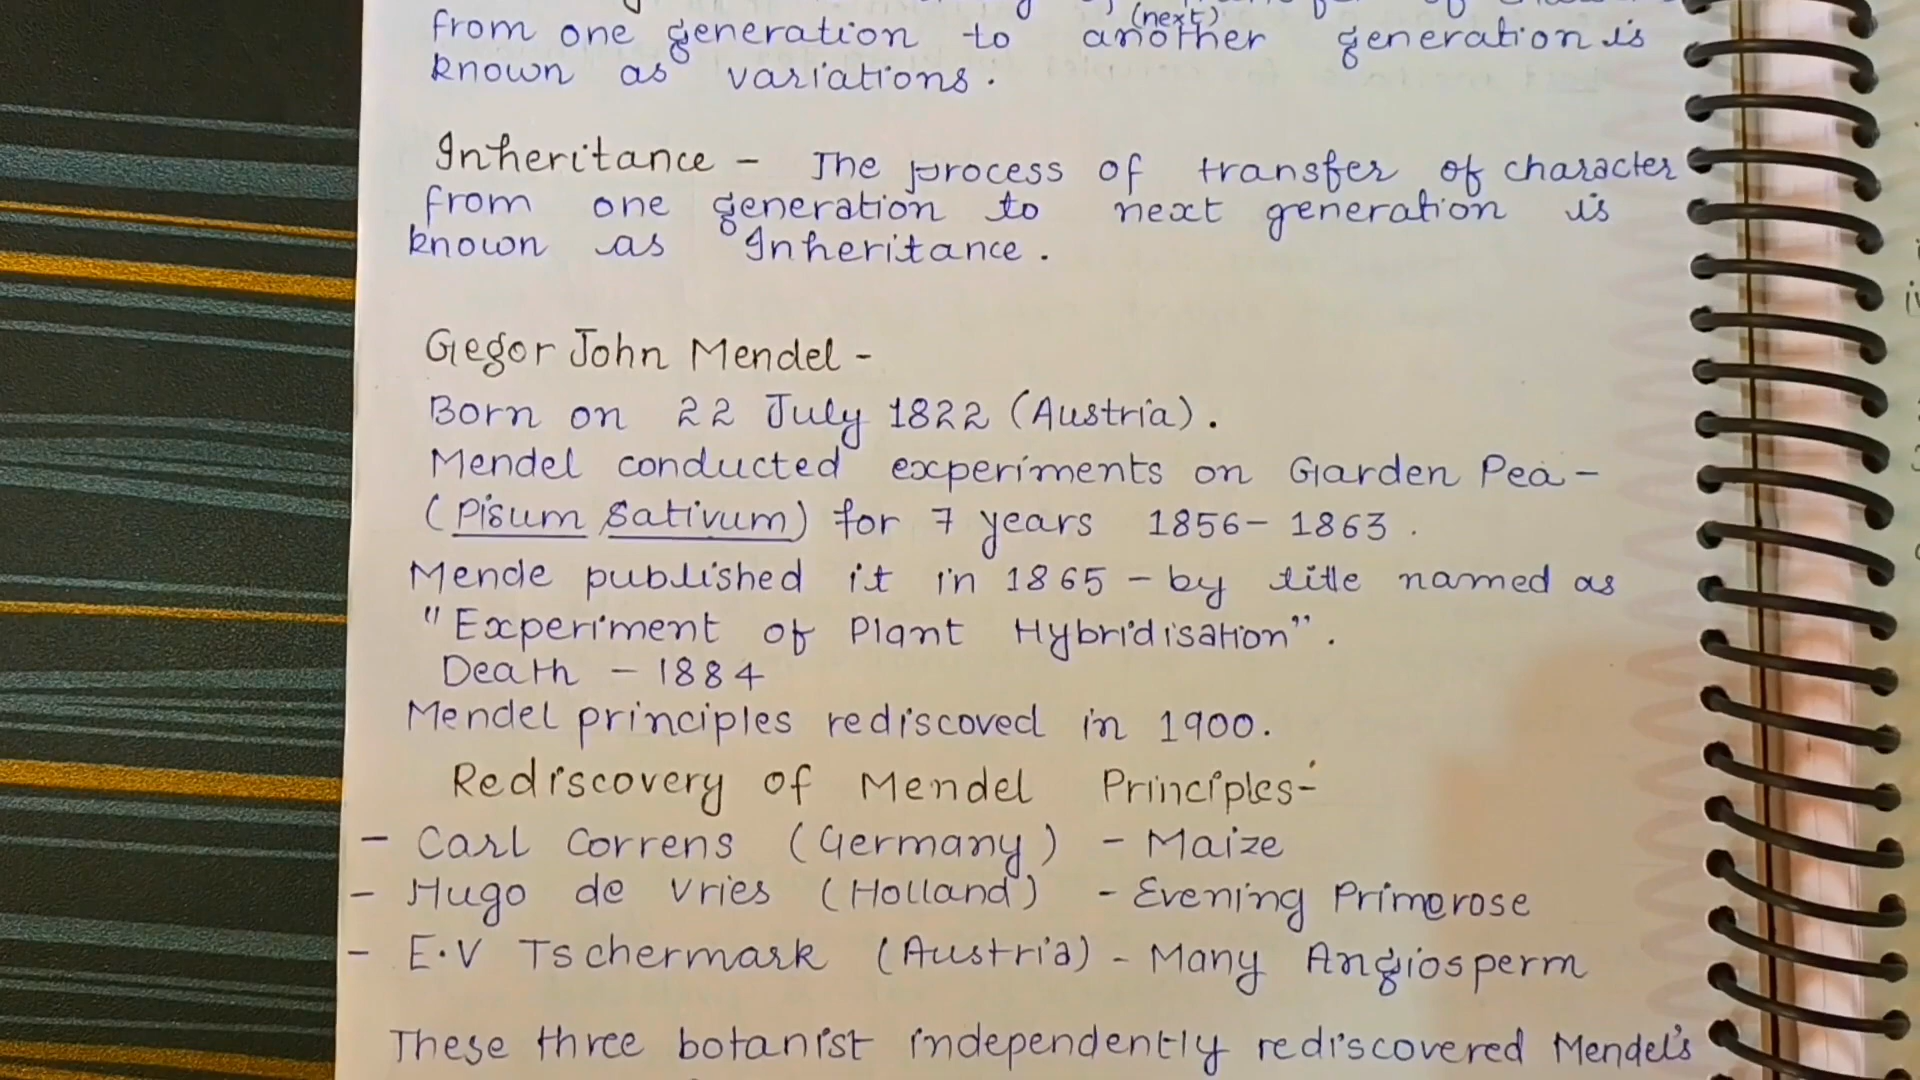 (next)
from one generation to another generation is
known as variations.
Inheritance - The process of transfer of character
from one generation to next generation is
known as Inheritance.
Gegor John Mendel -
Born on 22 July 1822 (Austria).
Mendel conducted experiments on Garden Pea -
(Pisum Sativum) for 7 years 1856-1863.
Mende published it in 1865 - by title named as
"Experiment of Plant Hybridisation".
Death - 1884
Mendel principles rediscoved in 1900.
Rediscovery of Mendel Principles-
- Carl Correns (Germany) - Maize
- Hugo de Vries (Holland) - Evening Primerose
- E.V Tschermark (Austria) - Many Angiosperm
These three botanist independently rediscovered Mendel's